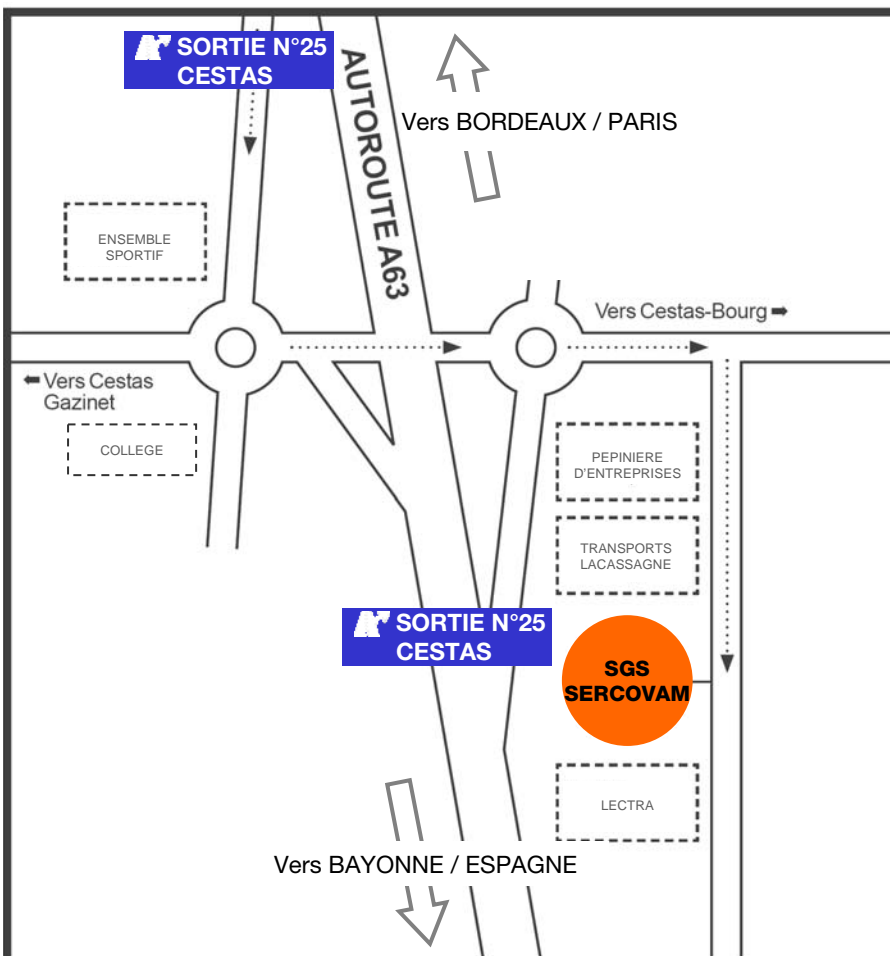 SORTIE N°25
CESTAS
AUTOROUTE A63
Vers BORDEAUX / PARIS
ENSEMBLE
SPORTIF
Vers Cestas-Bourg
Vers Cestas
Gazinet
COLLEGE
PEPINIERE
D'ENTREPRISES
TRANSPORTS
LACASSAGNE
SORTIE N°25
CESTAS
SGS
SERCOVAM
LECTRA
Vers BAYONNE / ESPAGNE